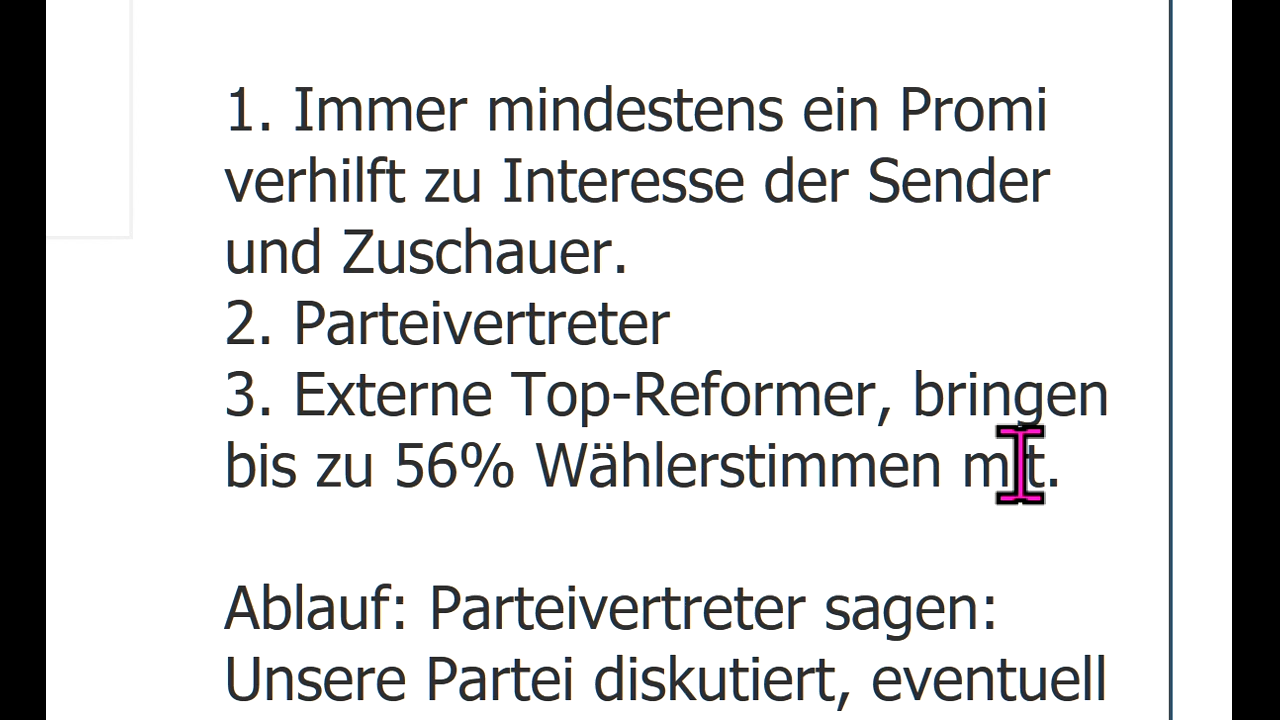 1. Immer mindestens ein Promi
verhilft zu Interesse der Sender
und Zuschauer.
2. Parteivertreter
3. Externe Top-Reformer, bringen
bis zu 56% Wählerstimmen mit.
Ablauf: Parteivertreter sagen:
Unsere Partei diskutiert, eventuell